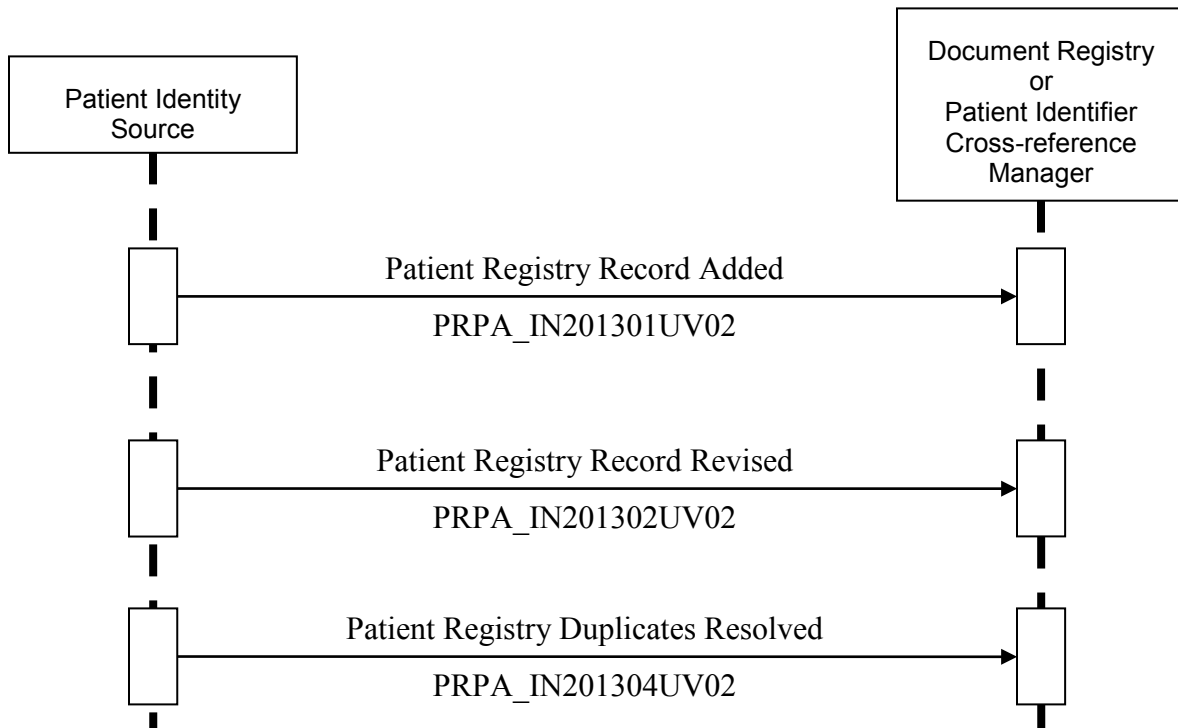 Patient Identity
Source
Document Registry
or
Patient Identifier
Cross-reference
Manager
Patient Registry Record Added
PRPA_IN201301UV02
Patient Registry Record Revised
PRPA_IN201302UV02
Patient Registry Duplicates Resolved
PRPA_IN201304UV02